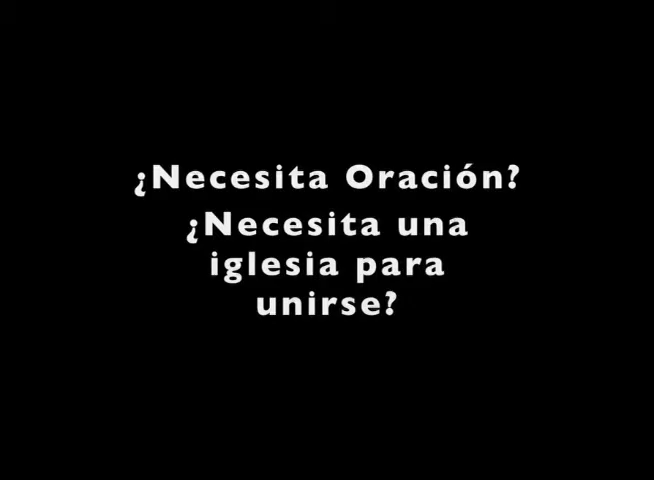 ¿Necesita Oración?
¿Necesita una
iglesia para
unirse?